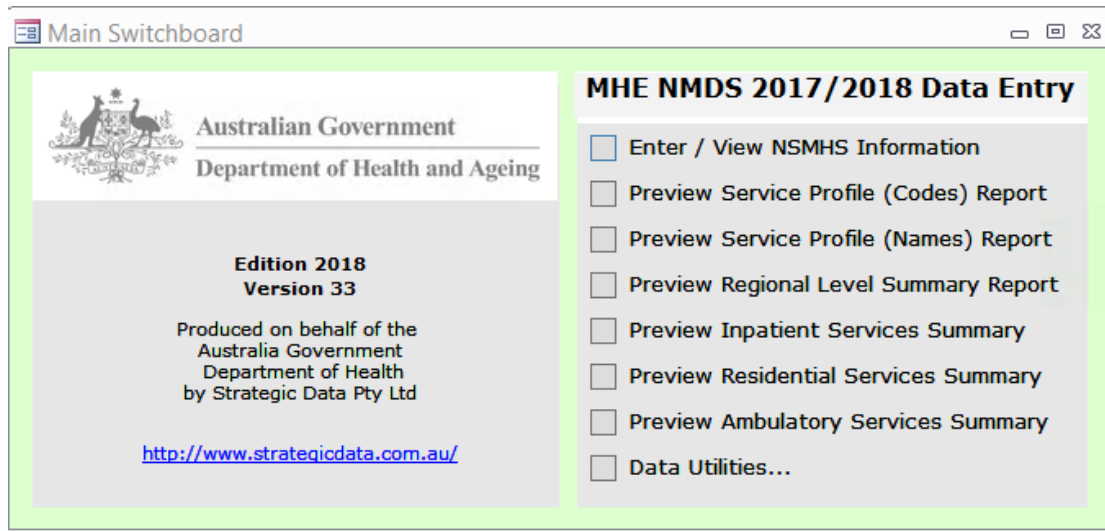 Main Switchboard
Australian Government
Department of Health and Ageing
Edition 2018
Version 33
Produced on behalf of the
Australia Government
Department of Health
by Strategic Data Pty Ltd
http://www.strategicdata.com.au/
MHE NMDS 2017/2018 Data Entry
Enter / View NSMHS Information
Preview Service Profile (Codes) Report
Preview Service Profile (Names) Report
Preview Regional Level Summary Report
Preview Inpatient Services Summary
Preview Residential Services Summary
Preview Ambulatory Services Summary
Data Utilities...